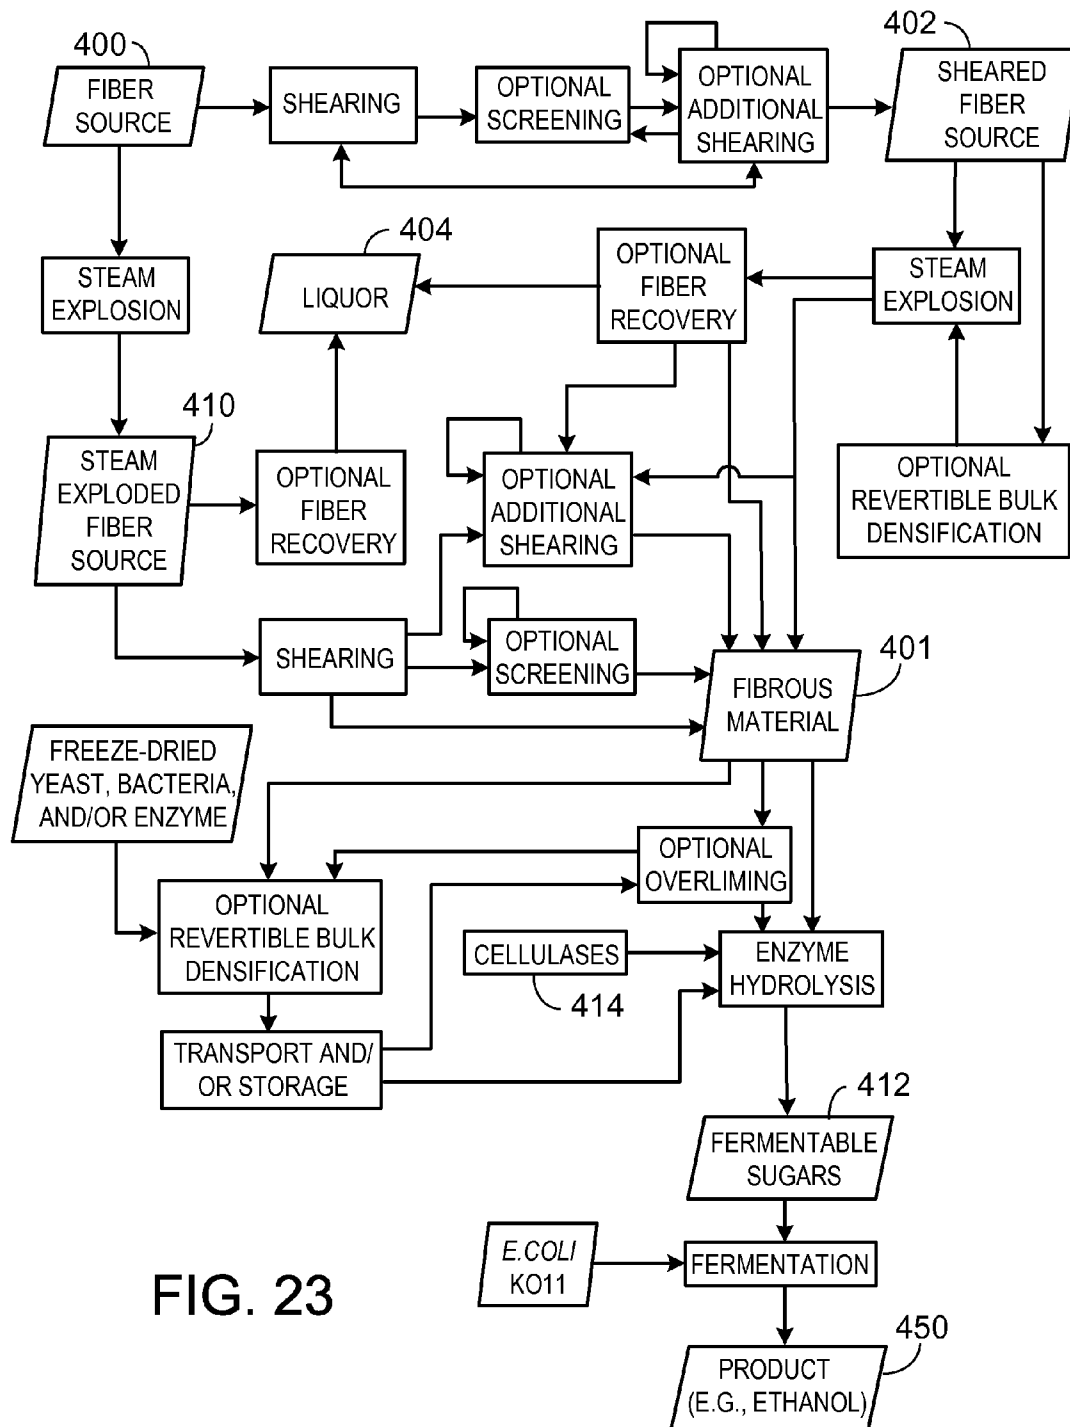 400
402
FIBER
SOURCE
SHEARING
OPTIONAL
SCREENING
OPTIONAL
ADDITIONAL
SHEARING
SHEARED
FIBER
SOURCE
404
STEAM
EXPLOSION
LIQUOR
OPTIONAL
FIBER
RECOVERY
STEAM
EXPLOSION
410
STEAM
EXPLODED
FIBER
SOURCE
OPTIONAL
FIBER
RECOVERY
OPTIONAL
ADDITIONAL
SHEARING
OPTIONAL
REVERTIBLE BULK
DENSIFICATION
SHEARING
OPTIONAL
SCREENING
401
FIBROUS
MATERIAL
FREEZE-DRIED
YEAST, BACTERIA,
AND/OR ENZYME
OPTIONAL
OVERLIMING
OPTIONAL
REVERTIBLE BULK
DENSIFICATION
CELLULASES
414
ENZYME
HYDROLYSIS
TRANSPORT AND/
OR STORAGE
412
FERMENTABLE
SUGARS
E.COLI
KO11
FERMENTATION
FIG. 23
450
PRODUCT
(E.G., ETHANOL)